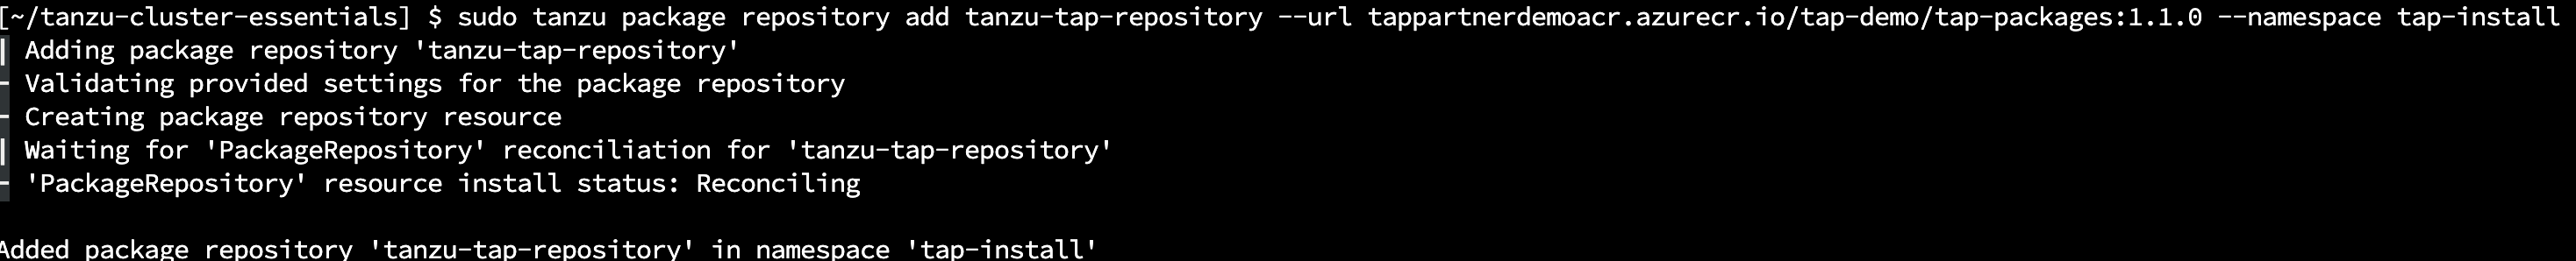 [~/tanzu-cluster-essentials] $ sudo tanzu package repository add tanzu-tap-repository --url tappartnerdemoacr.azurecr.io/tap-demo/tap-packages:1.1.0 --namespace tap-install
| Adding package repository 'tanzu-tap-repository'
- Validating provided settings for the package repository
- Creating package repository resource
| Waiting for 'PackageRepository' reconciliation for 'tanzu-tap-repository'
- 'PackageRepository' resource install status: Reconciling
Added package repository 'tanzu-tap-repository' in namespace 'tap-install'